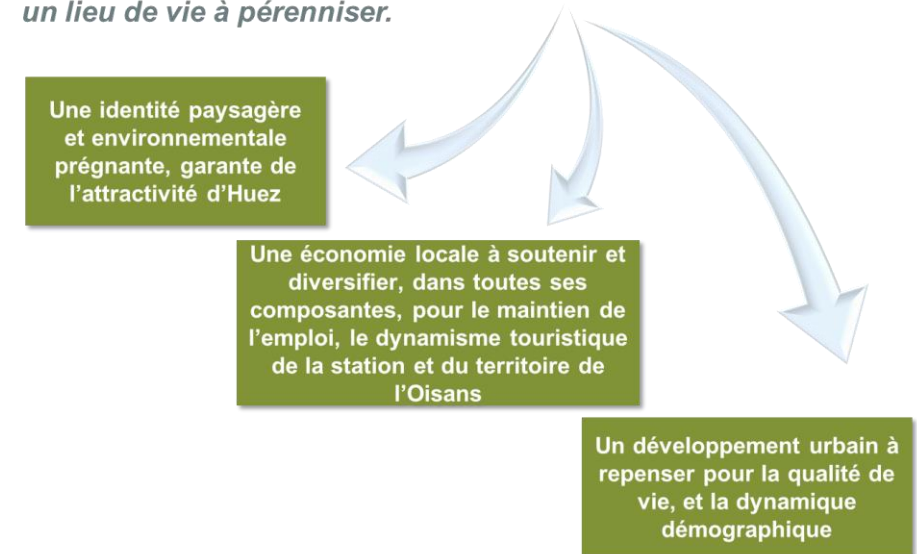 un lieu de vie à pérenniser.
Une identité paysagère
et environnementale
prégnante, garante de
l'attractivité d'Huez
Une économie locale à soutenir et
diversifier, dans toutes ses
composantes, pour le maintien de
l'emploi, le dynamisme touristique
de la station et du territoire de
l'Oisans
Un développement urbain à
repenser pour la qualité de
vie, et la dynamique
démographique